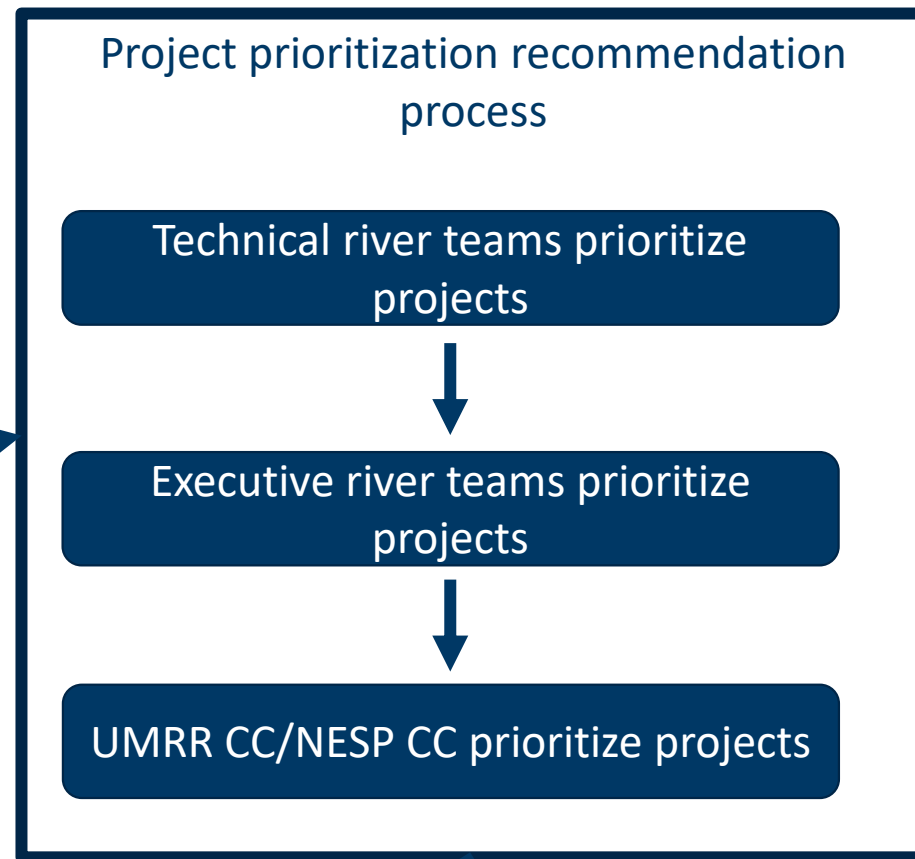 Project prioritization recommendation
process
Technical river teams prioritize
projects
Executive river teams prioritize
projects
UMRR CC/NESP CC prioritize projects